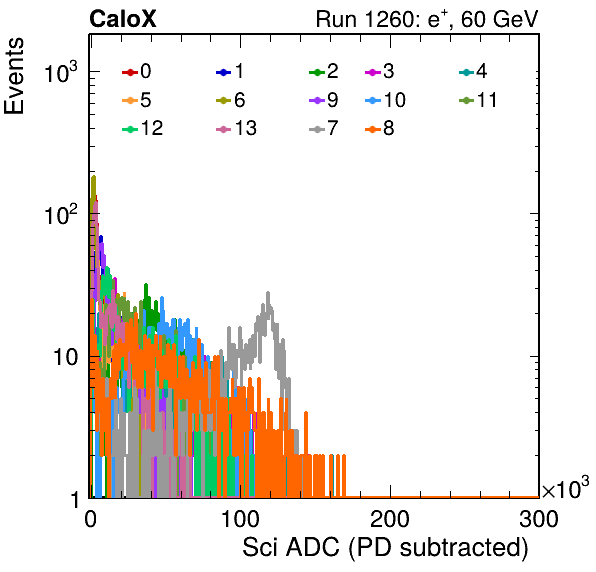 CaloX Run 1260: e⁺, 60 GeV
Events
10³
10²
10
1
0 1 2 3 4
5 6 9 10 11
12 13 7 8
0 100 200 300
×10³
Sci ADC (PD subtracted)